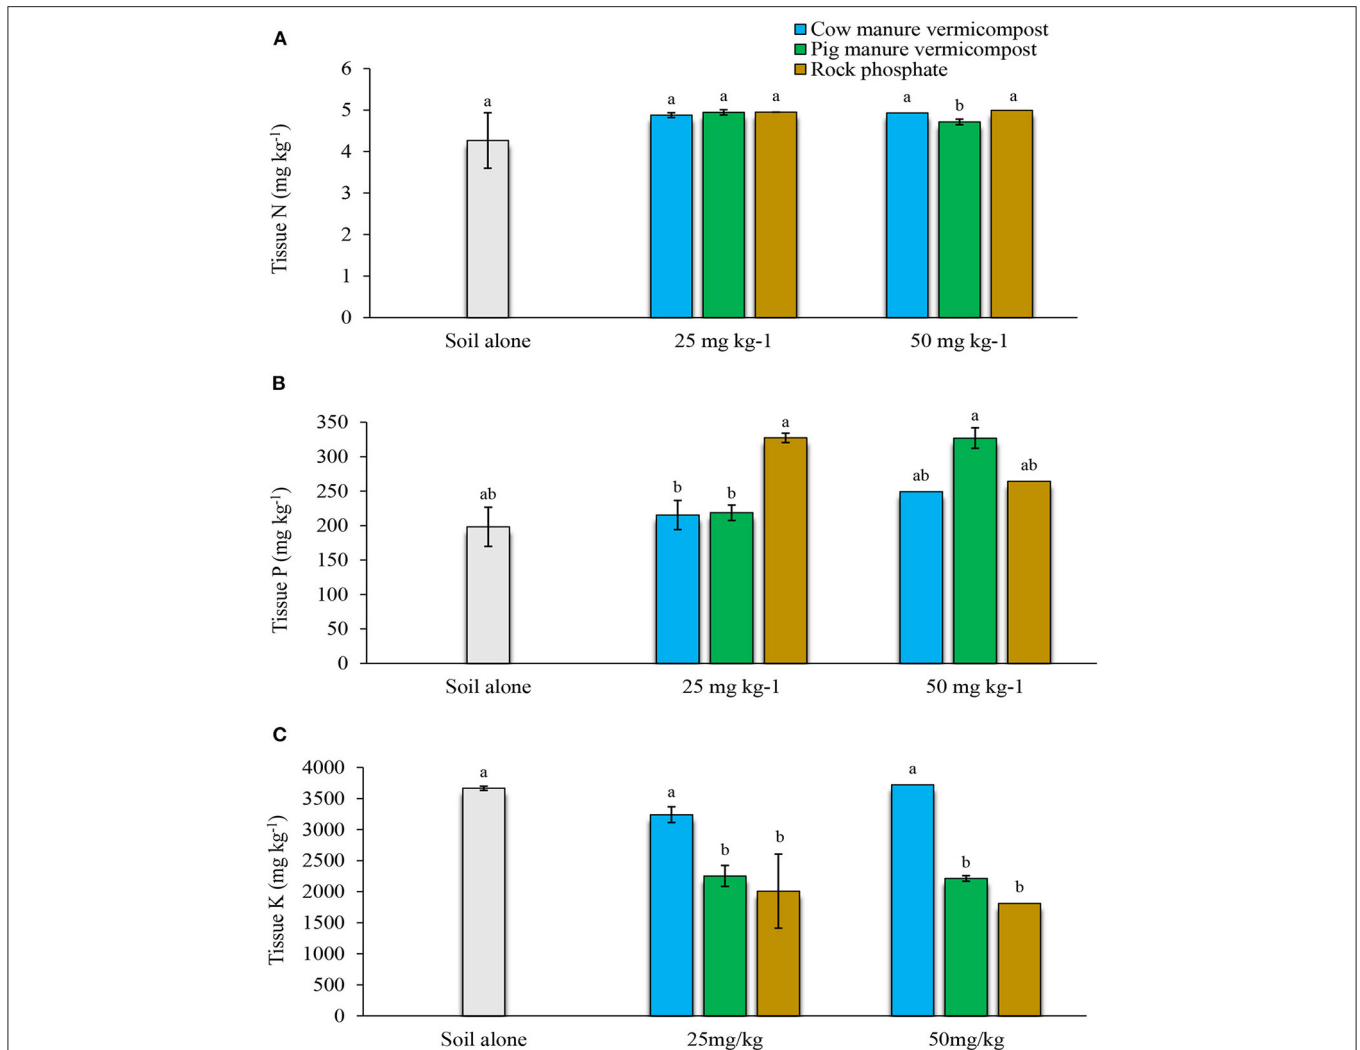 A
Cow manure vermicompost
Pig manure vermicompost
Rock phosphate
Tissue N (mg kg-1)
6
5
4
3
2
1
0
a
a
a
a
a
b
a
Soil alone
25 mg kg-1
50 mg kg-1
B
Tissue P (mg kg-1)
350
300
250
200
150
100
50
0
ab
b
b
a
ab
a
ab
Soil alone
25 mg kg-1
50 mg kg-1
C
Tissue K (mg kg-1)
4000
3500
3000
2500
2000
1500
1000
500
0
a
a
b
b
a
b
b
Soil alone
25mg/kg
50mg/kg